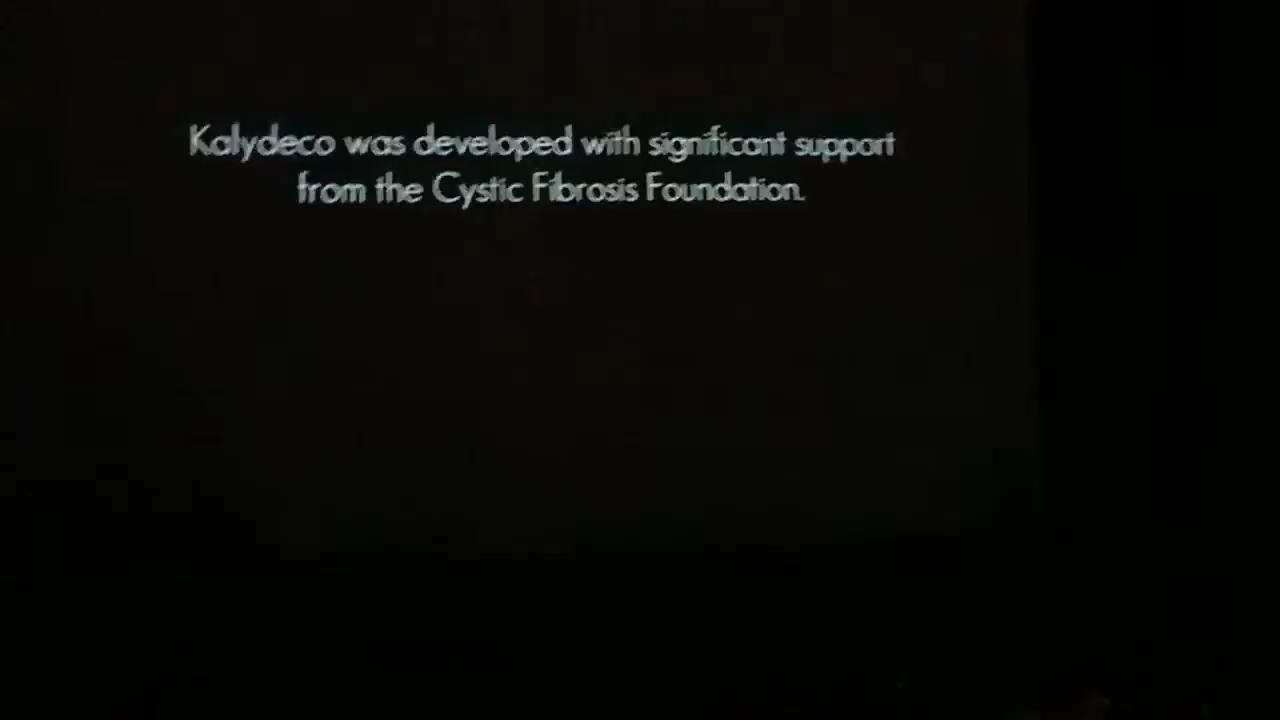 Kalydeco was developed with significant support
from the Cystic Fibrosis Foundation.